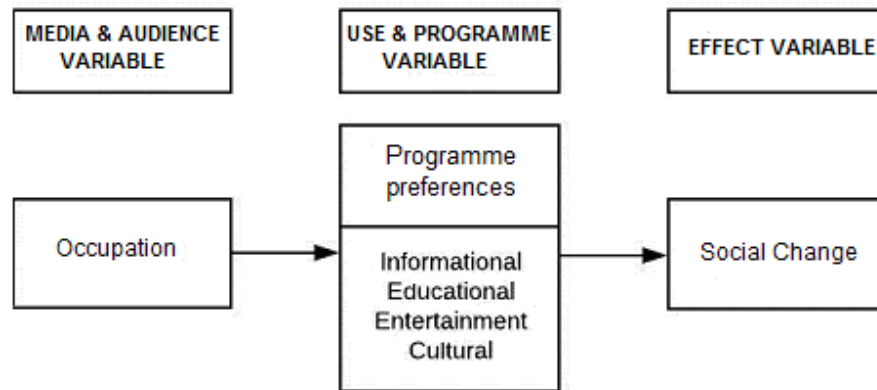 MEDIA & AUDIENCE
VARIABLE
USE & PROGRAMME
VARIABLE
EFFECT VARIABLE
Programme
preferences
Occupation
Informational
Educational
Entertainment
Cultural
Social Change